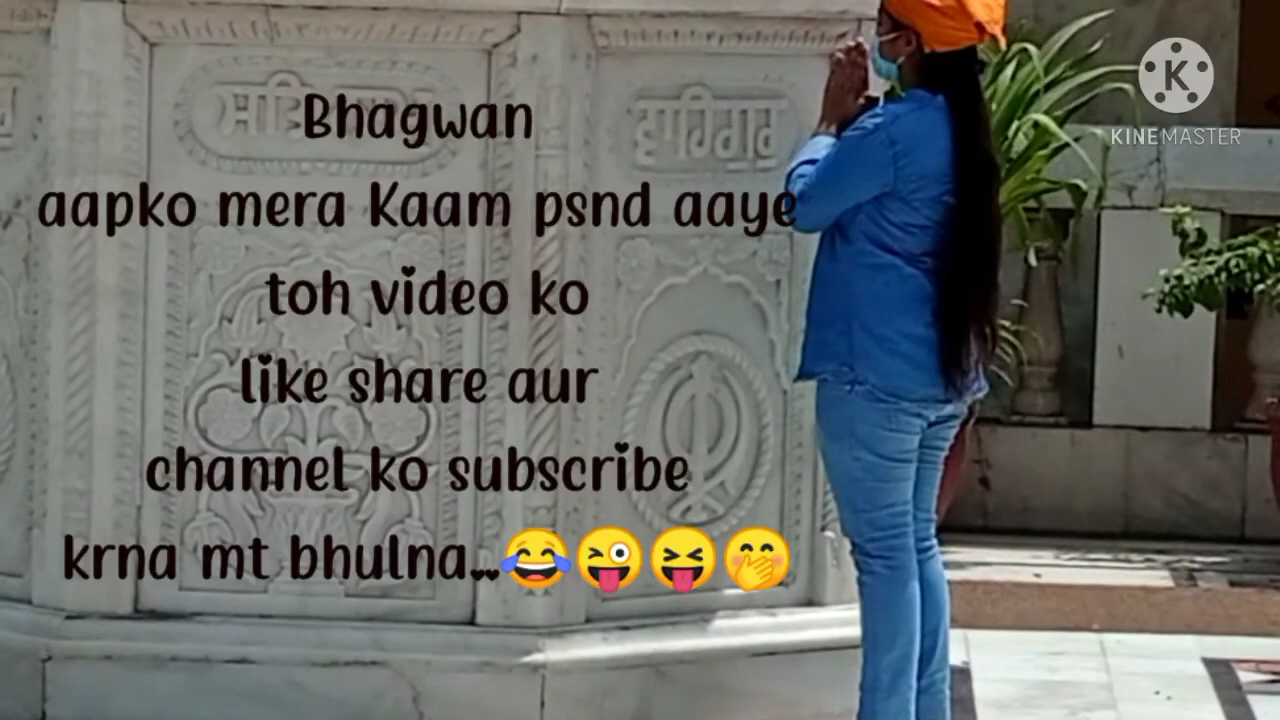 ਵਾਹਿਗੁਰੂ
Bhagwan
aapko mera Kaam psnd aaye
toh video ko
like share aur
channel ko subscribe
krna mt bhulna...😂😜😝🤭
K
KINEMASTER